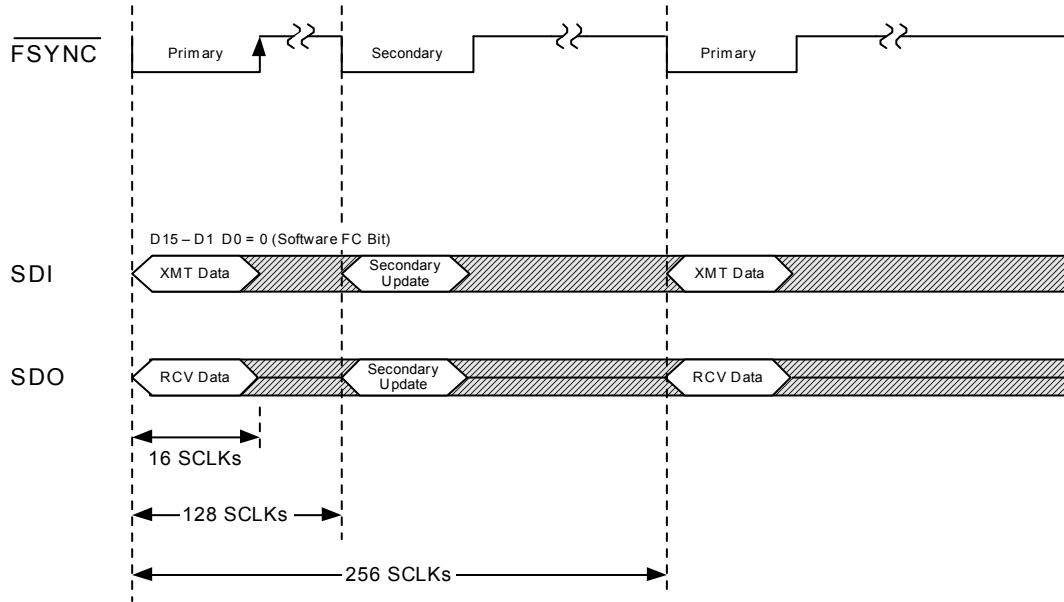 FSYNC
Primary
Secondary
Primary
D15 – D1 D0 = 0 (Software FC Bit)
SDI
XMT Data
Secondary
Update
XMT Data
SDO
RCV Data
Secondary
Update
RCV Data
16 SCLKs
128 SCLKs
256 SCLKs